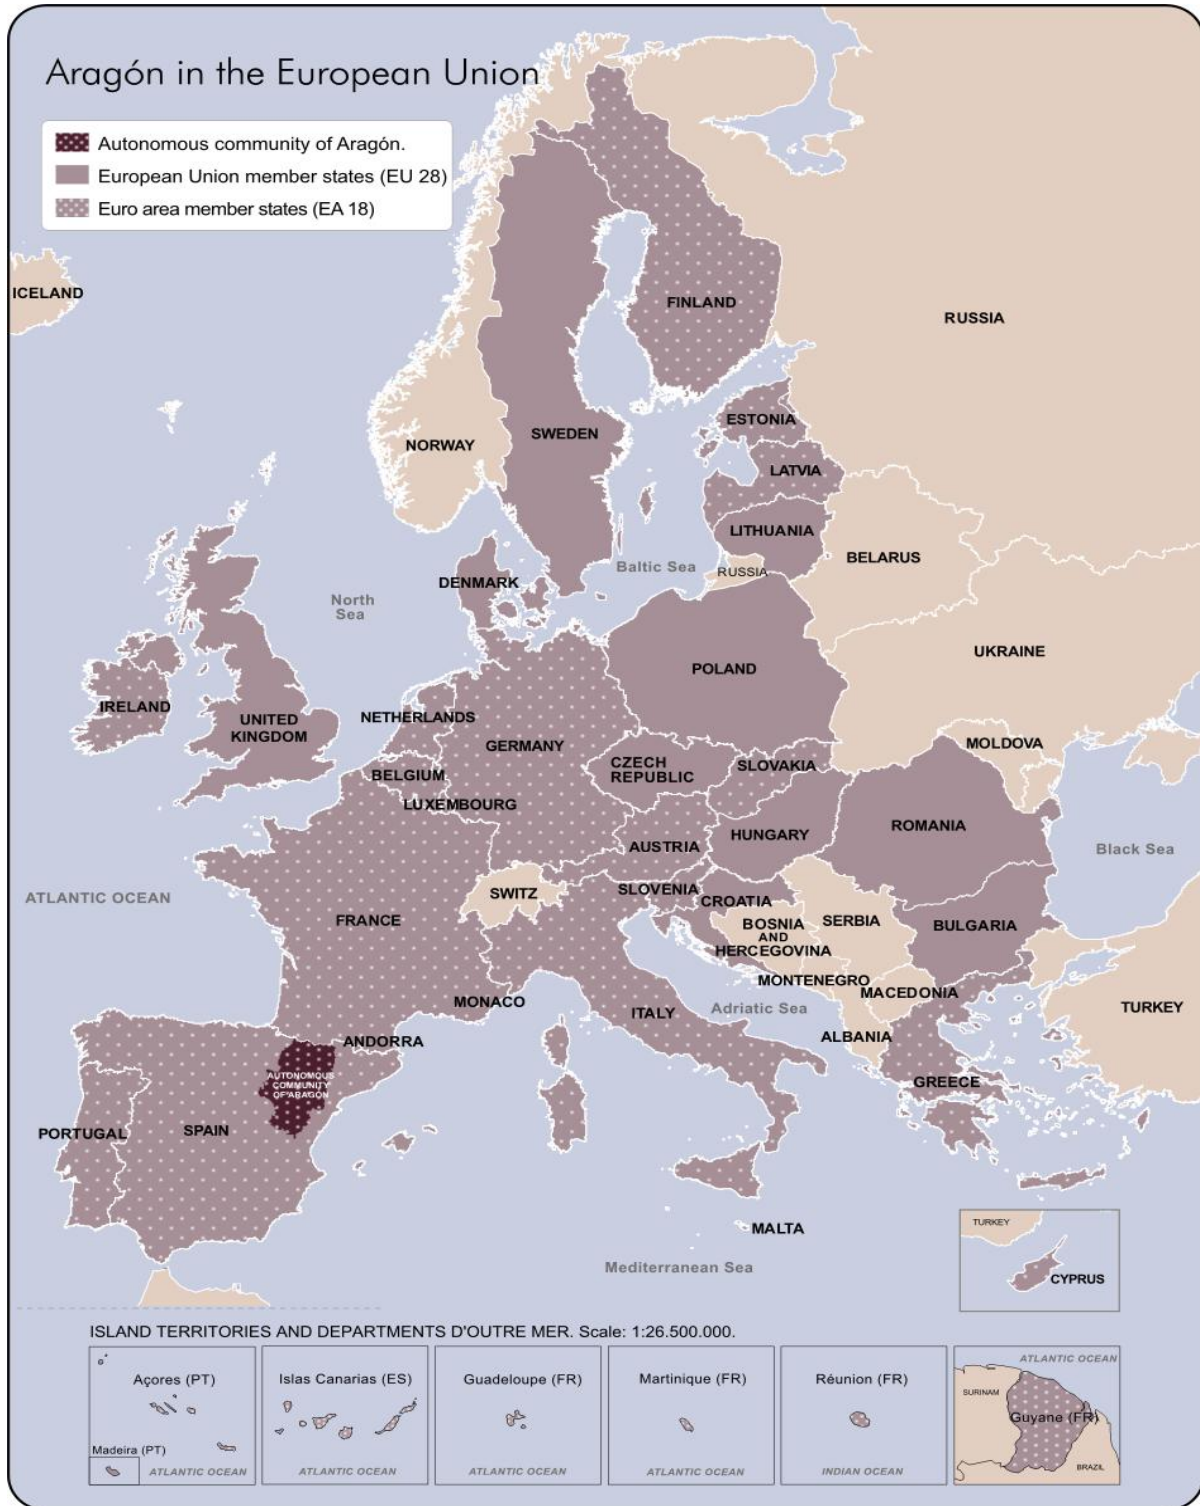 Aragón in the European Union
Autonomous community of Aragón.
European Union member states (EU 28)
Euro area member states (EA 18)
ICELAND
FINLAND
RUSSIA
ESTONIA
SWEDEN
NORWAY
LATVIA
LITHUANIA
BELARUS
Baltic Sea
RUSSIA
DENMARK
North
Sea
UKRAINE
POLAND
IRELAND
NETHERLANDS
UNITED
KINGDOM
GERMANY
MOLDOVA
CZECH
REPUBLIC
SLOVAKIA
BELGIUM
LUXEMBOURG
ROMANIA
HUNGARY
AUSTRIA
Black Sea
SLOVENIA
SWITZ
ATLANTIC OCEAN
CROATIA
FRANCE
BOSNIA
AND
HERCEGOVINA
SERBIA
BULGARIA
MONTENEGRO
MACEDONIA
MONACO
Adriatic Sea
ITALY
TURKEY
ALBANIA
ANDORRA
AUTONOMOUS
COMMUNITY
OF ARAGÓN
GREECE
PORTUGAL
SPAIN
MALTA
TURKEY
CYPRUS
Mediterranean Sea
ISLAND TERRITORIES AND DEPARTMENTS D'OUTRE MER. Scale: 1:26.500.000.
Açores (PT)
Madeira (PT)
ATLANTIC OCEAN
Islas Canarias (ES)
ATLANTIC OCEAN
Guadeloupe (FR)
ATLANTIC OCEAN
Martinique (FR)
ATLANTIC OCEAN
Réunion (FR)
INDIAN OCEAN
ATLANTIC OCEAN
SURINAM
Guyane (FR)
BRAZIL